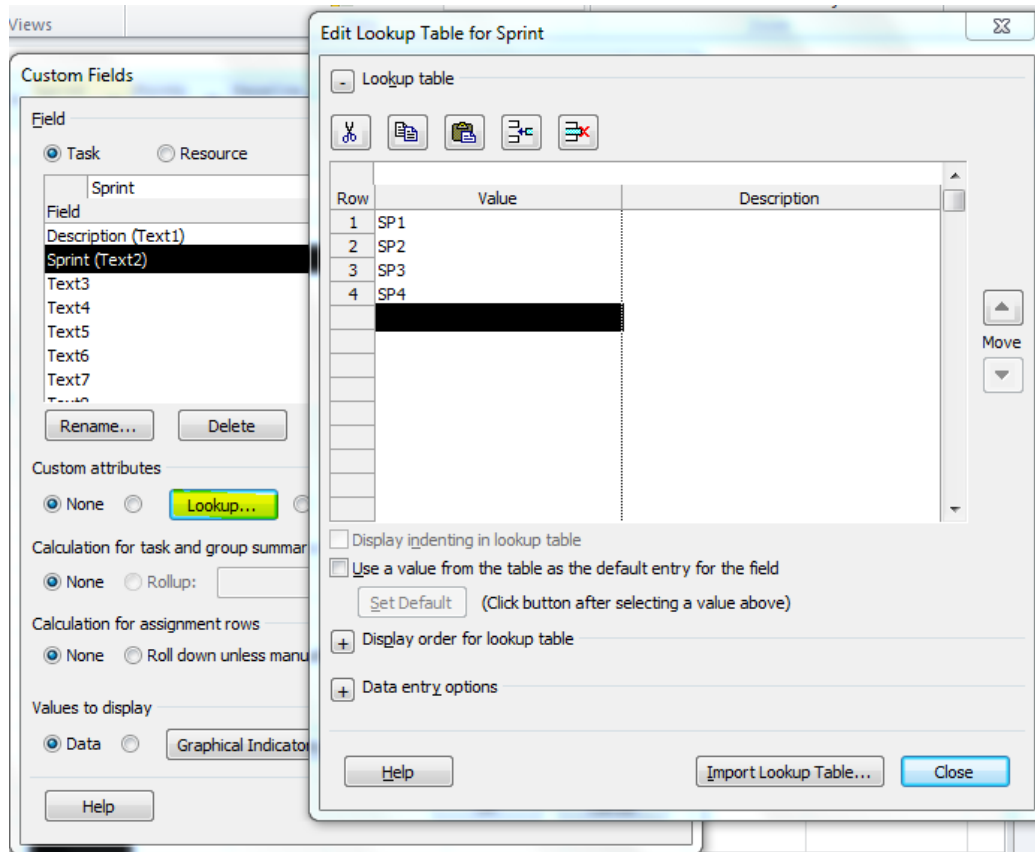 Views
Edit Lookup Table for Sprint
Custom Fields
- Lookup table
Field
Task Resource
Sprint
Field
Description (Text1)
Sprint (Text2)
Text3
Text4
Text5
Text6
Text7
Rename... Delete
Custom attributes
None Lookup...
Calculation for task and group summar
None Rollup:
Calculation for assignment rows
None Roll down unless manu
Values to display
Data Graphical Indicator
Help
Row Value Description
1 SP1
2 SP2
3 SP3
4 SP4
Move
Display indenting in lookup table
Use a value from the table as the default entry for the field
Set Default (Click button after selecting a value above)
+ Display order for lookup table
+ Data entry options
Help Import Lookup Table... Close